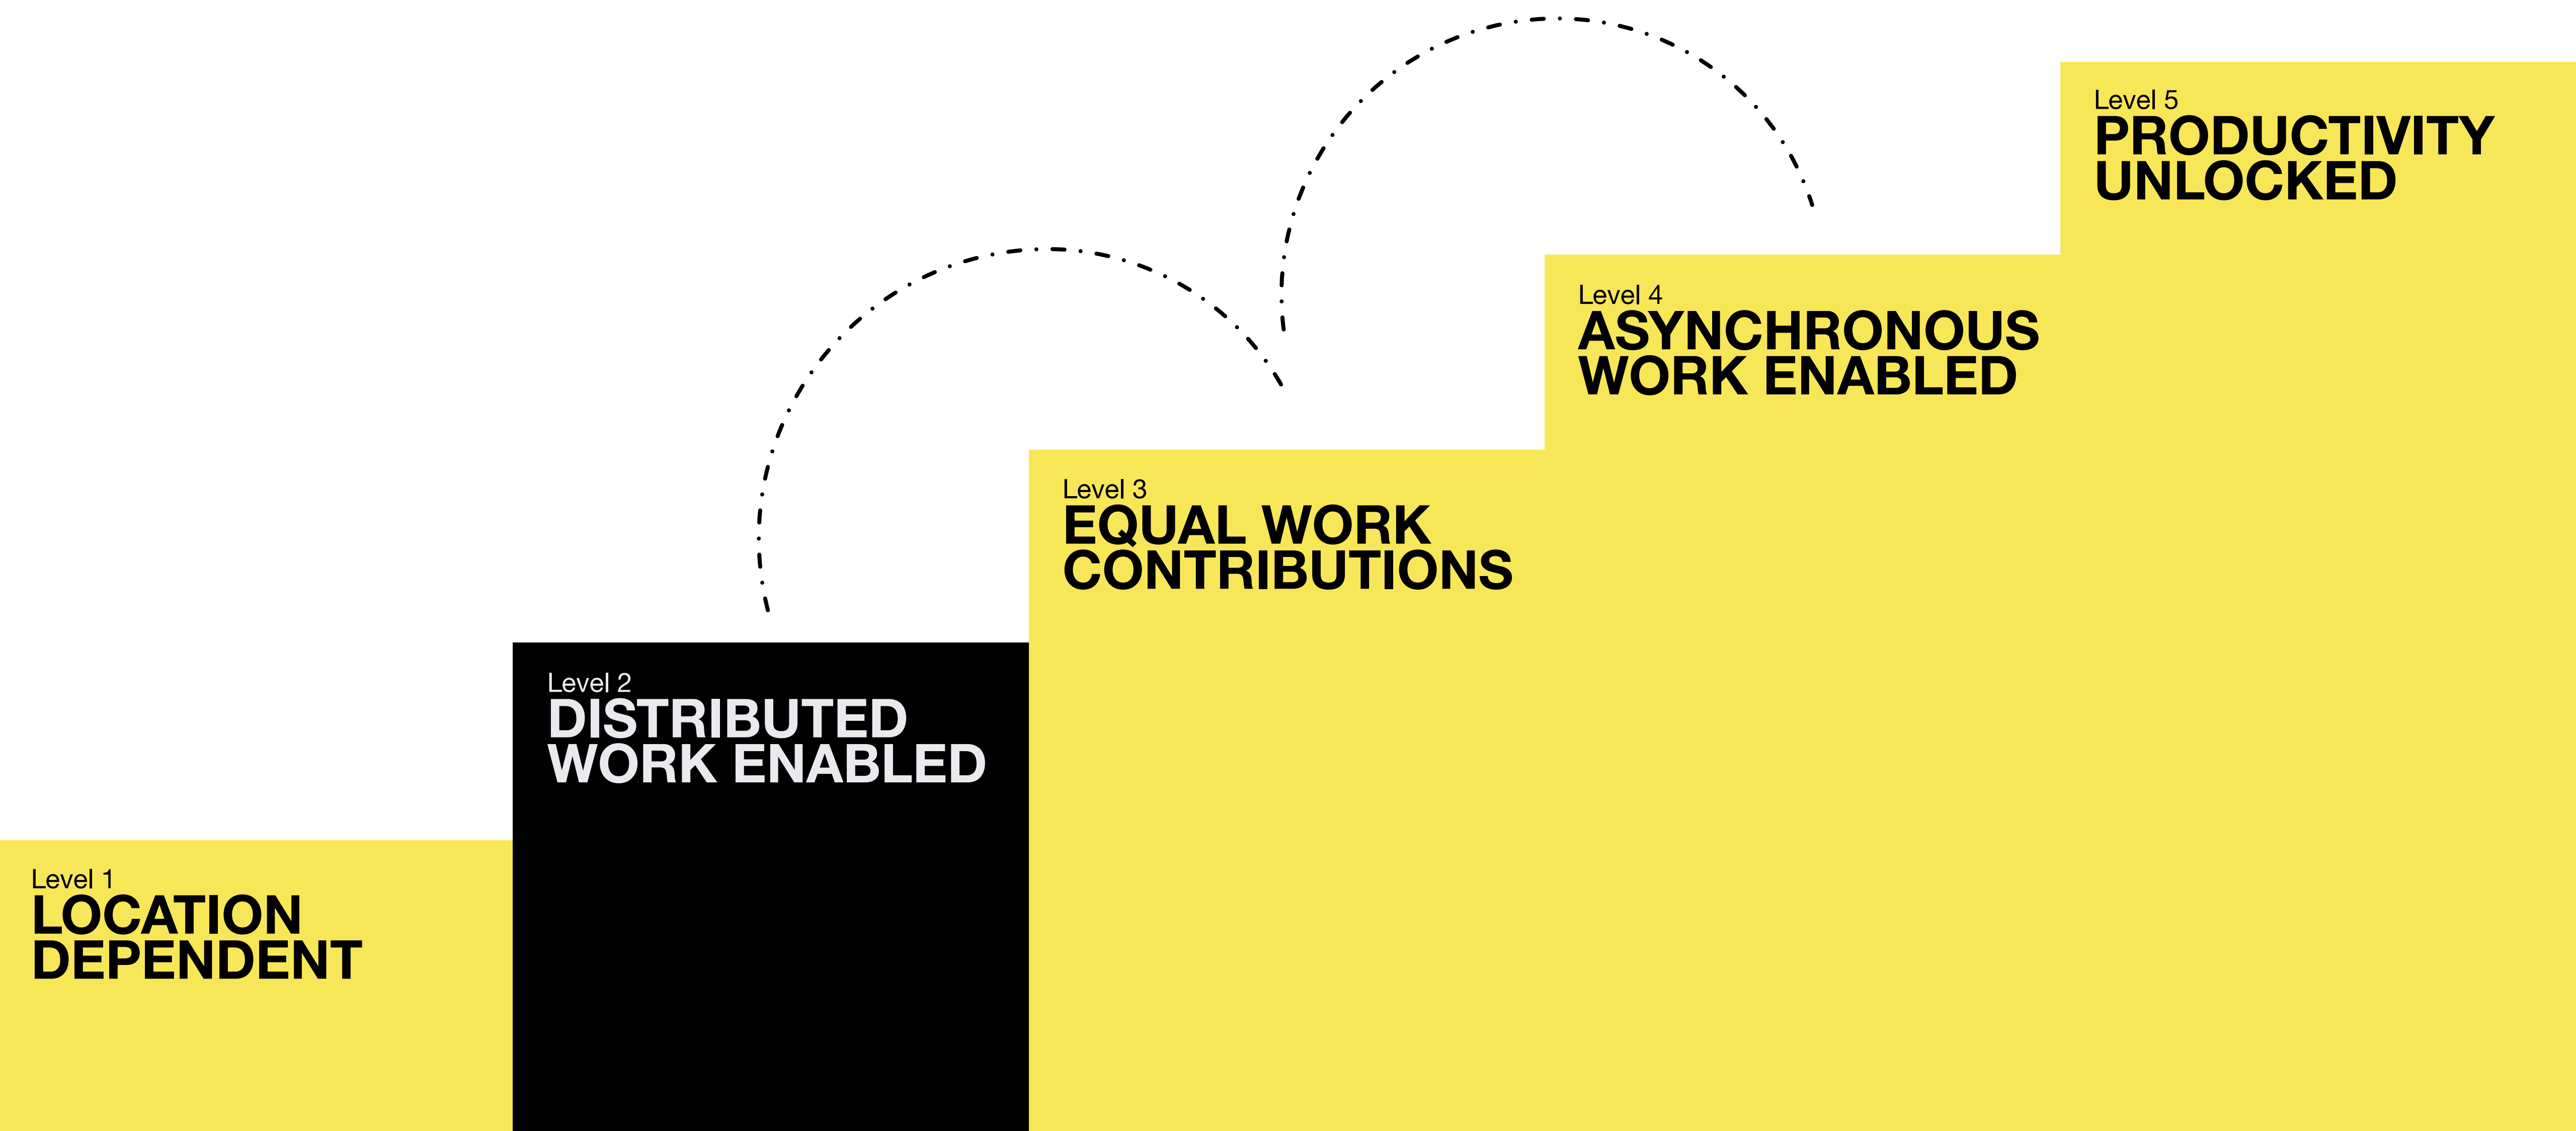 Level 1
LOCATION
DEPENDENT
Level 2
DISTRIBUTED
WORK ENABLED
Level 3
EQUAL WORK
CONTRIBUTIONS
Level 4
ASYNCHRONOUS
WORK ENABLED
Level 5
PRODUCTIVITY
UNLOCKED